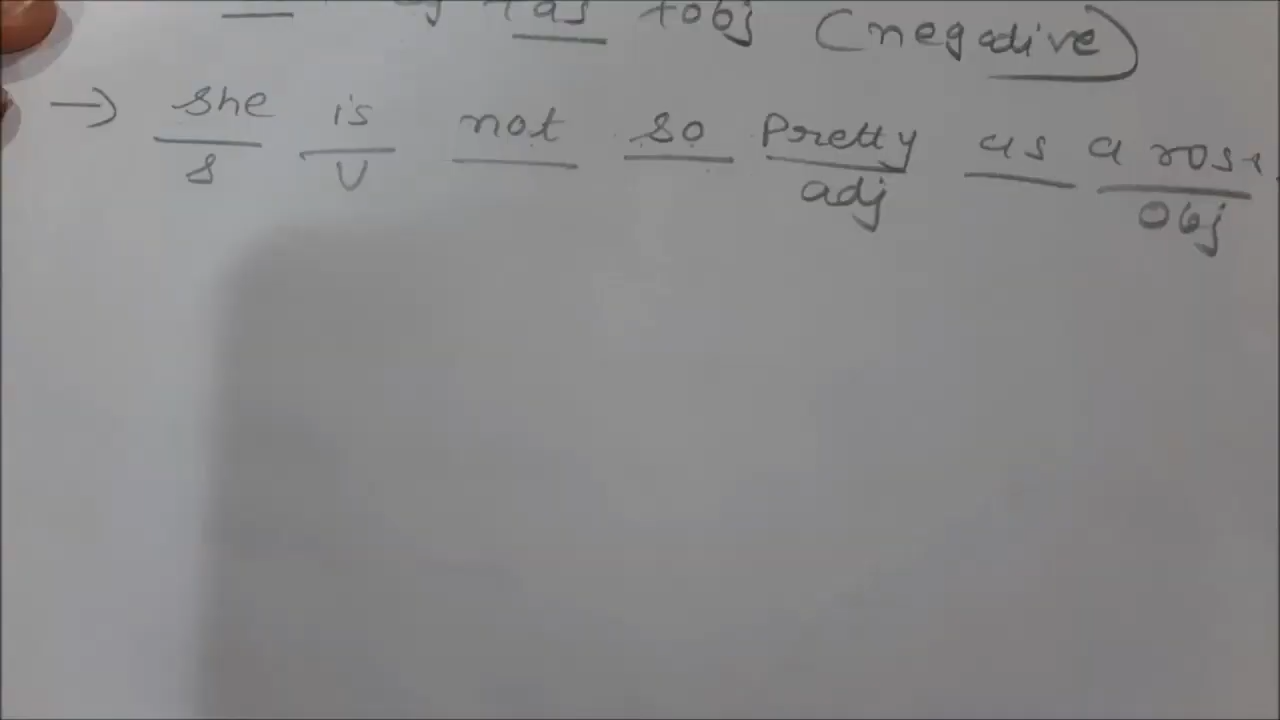 +as +obj (negative)
→ she is not so Pretty as a rose
s v adj obj